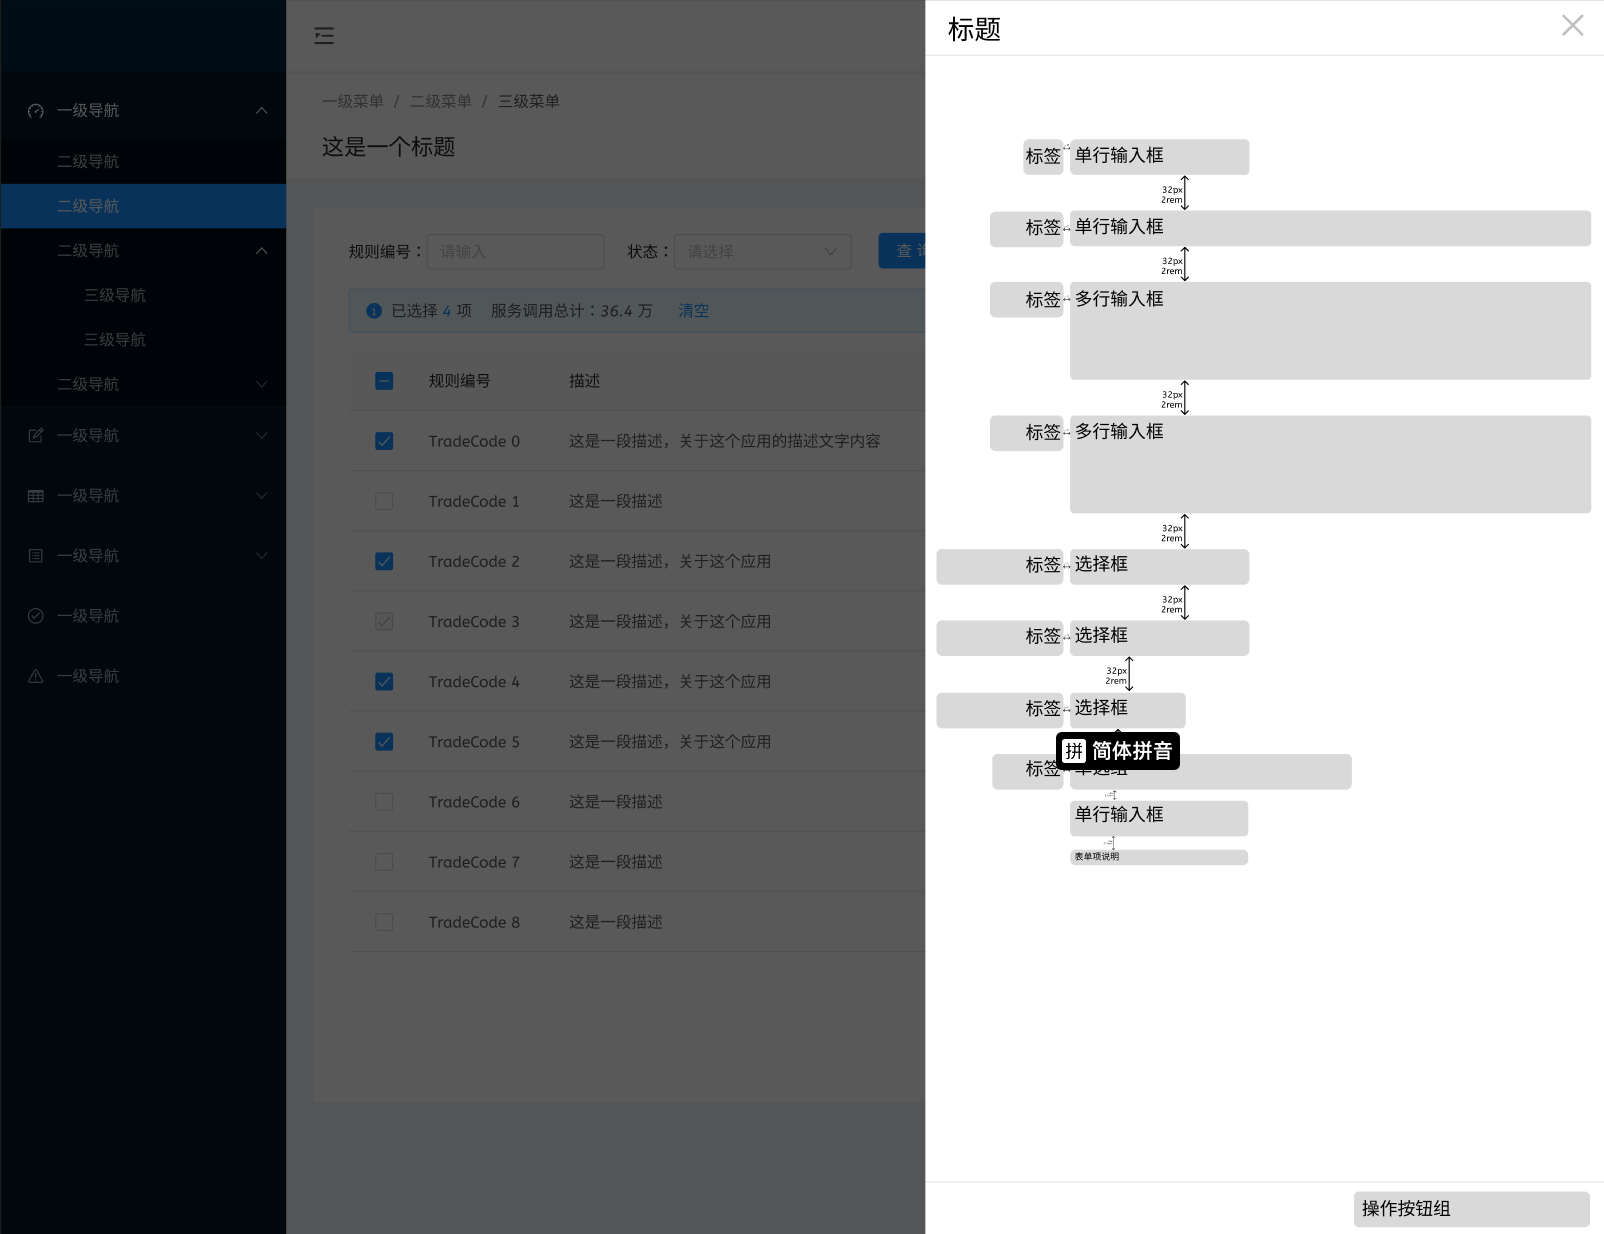 一级导航
二级导航
二级导航
二级导航
三级导航
三级导航
二级导航
一级导航
一级导航
一级导航
一级导航
一级导航
一级菜单 / 二级菜单 / 三级菜单
这是一个标题
规则编号：请输入 状态：请选择 查
已选择 4 项 服务调用总计：36.4 万 清空
规则编号 描述
TradeCode 0 这是一段描述，关于这个应用的描述文字内容
TradeCode 1 这是一段描述
TradeCode 2 这是一段描述，关于这个应用
TradeCode 3 这是一段描述，关于这个应用
TradeCode 4 这是一段描述，关于这个应用
TradeCode 5 这是一段描述，关于这个应用
TradeCode 6 这是一段描述
TradeCode 7 这是一段描述
TradeCode 8 这是一段描述
标题
标签 单行输入框
32px
2rem
标签 单行输入框
32px
2rem
标签 多行输入框
32px
2rem
标签 多行输入框
32px
2rem
标签 选择框
32px
2rem
标签 选择框
32px
2rem
标签 选择框
拼 简体拼音
标签 单选组
单行输入框
表单项说明
操作按钮组